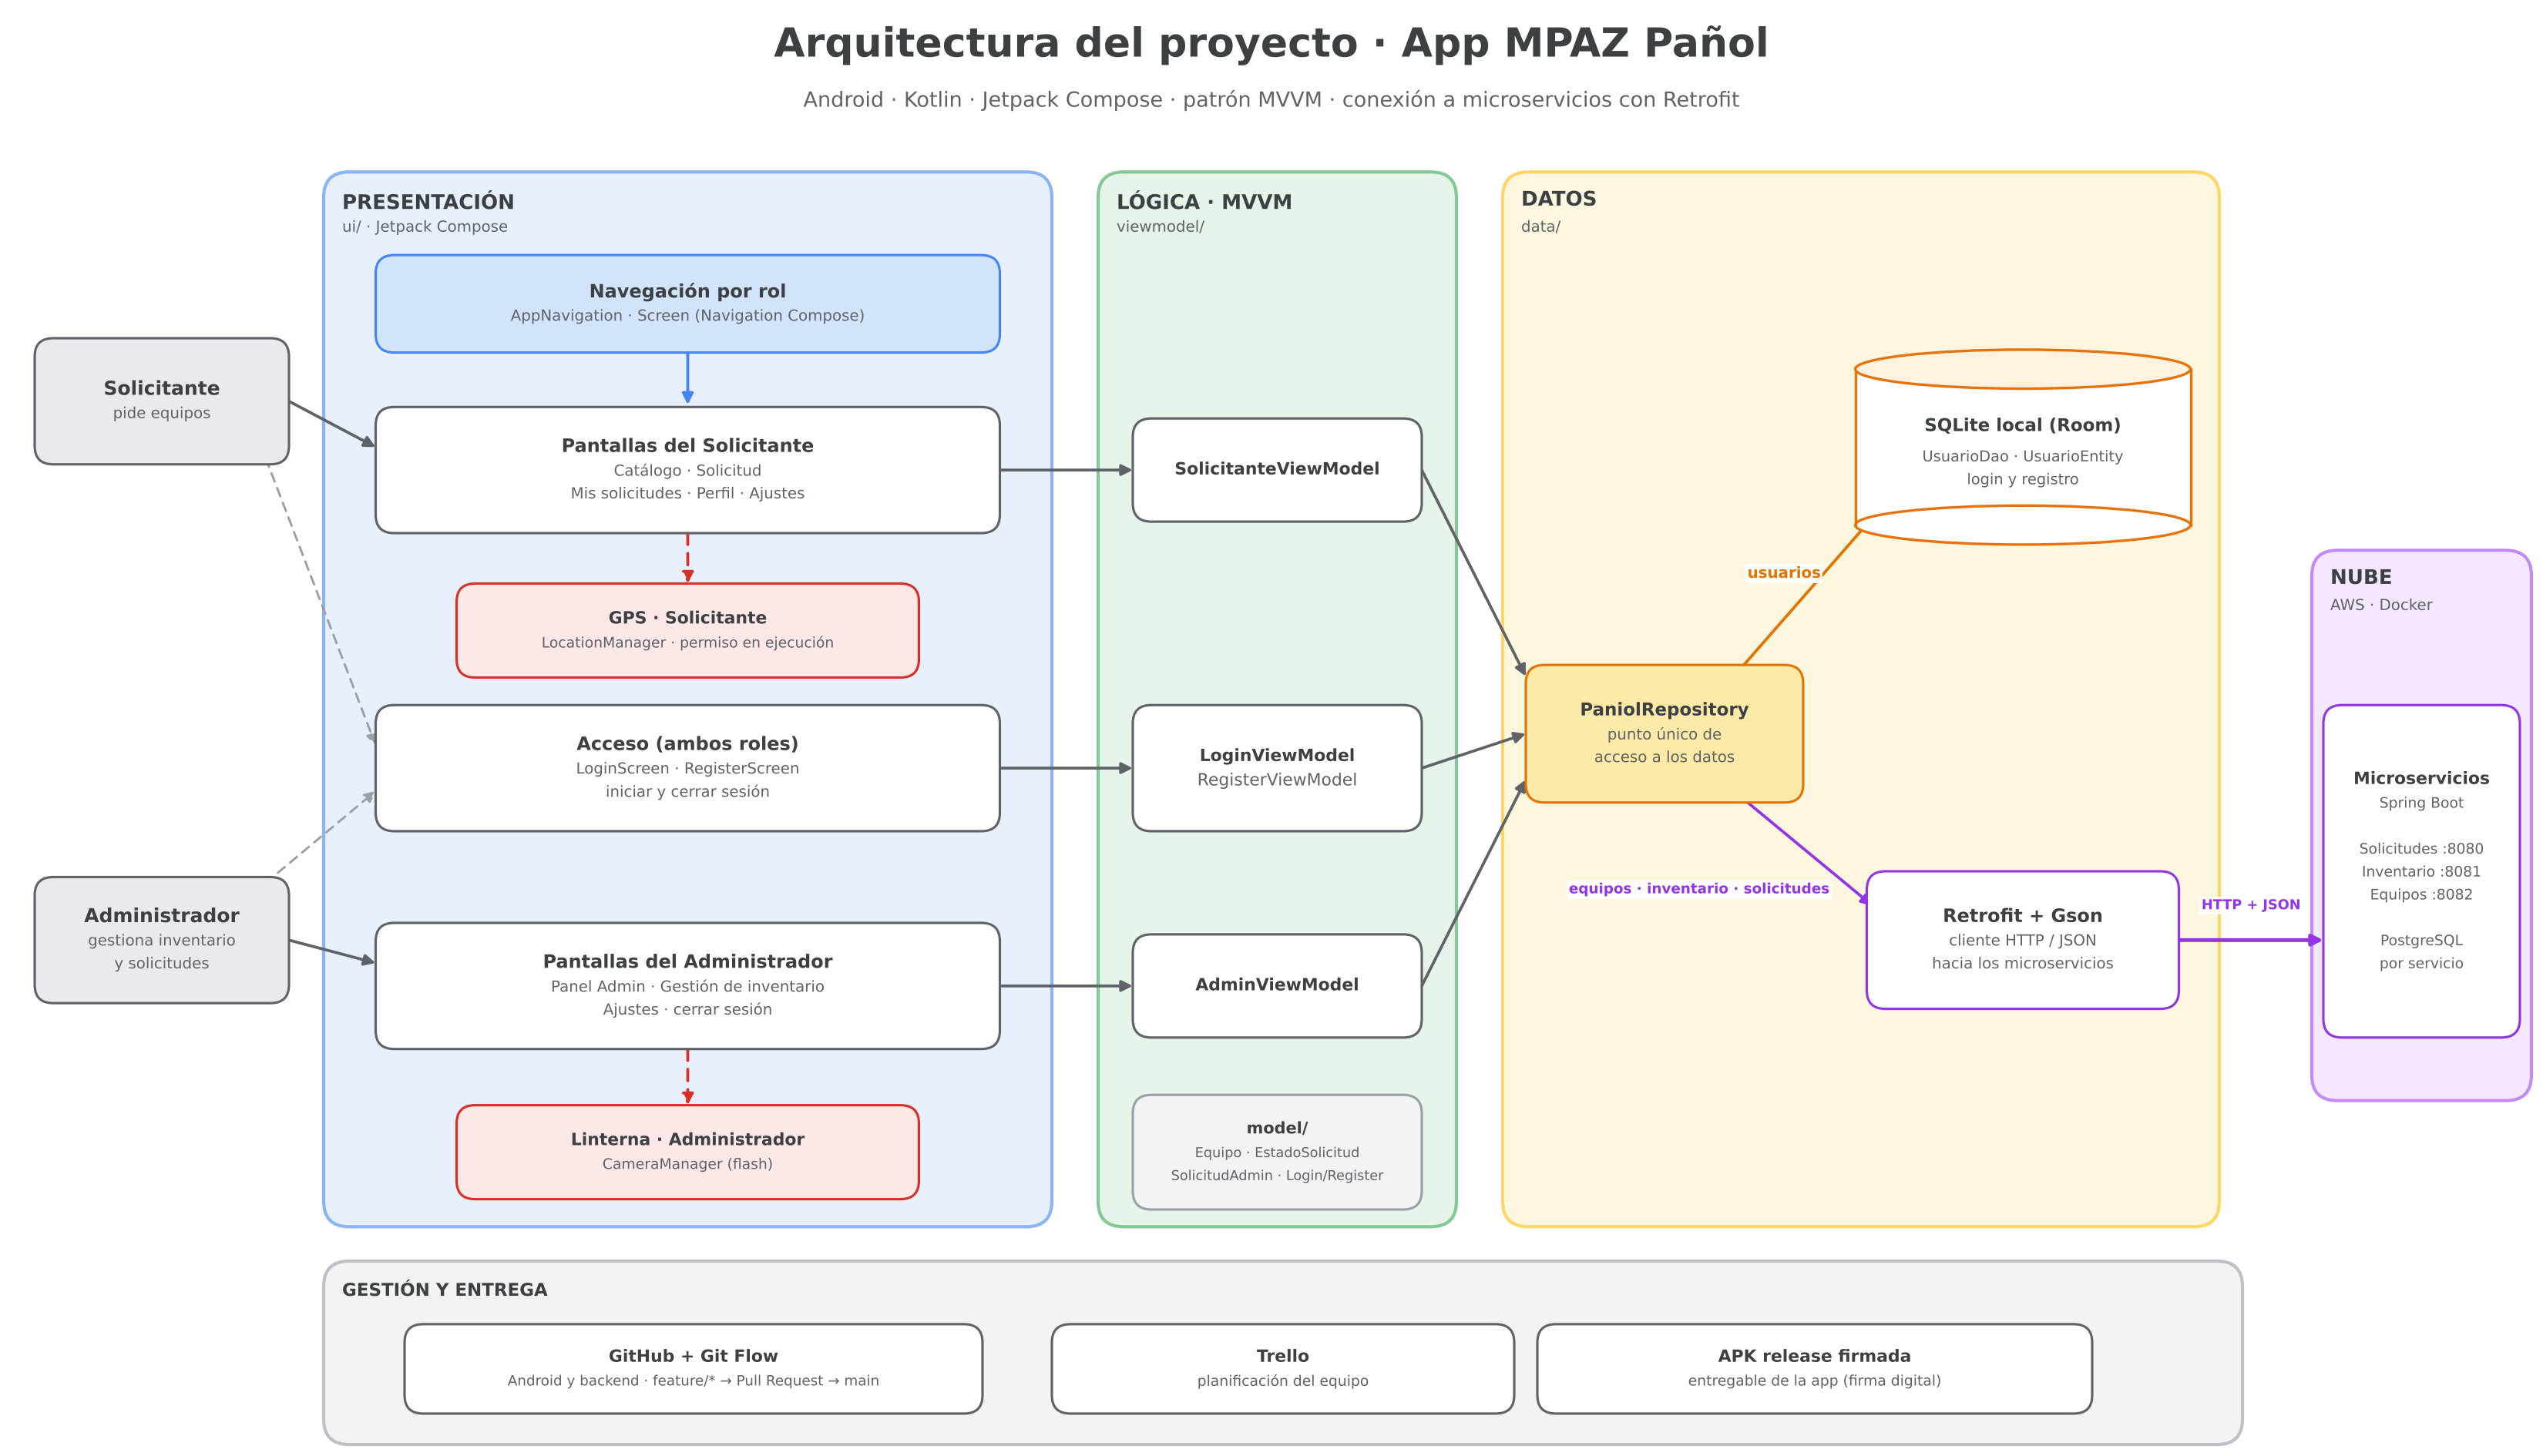 Arquitectura del proyecto · App MPAZ Pañol
Android · Kotlin · Jetpack Compose · patrón MVVM · conexión a microservicios con Retrofit
Solicitante
pide equipos
Administrador
gestiona inventario
y solicitudes
PRESENTACIÓN
ui/ · Jetpack Compose
Navegación por rol
AppNavigation · Screen (Navigation Compose)
Pantallas del Solicitante
Catálogo · Solicitud
Mis solicitudes · Perfil · Ajustes
GPS · Solicitante
LocationManager · permiso en ejecución
Acceso (ambos roles)
LoginScreen · RegisterScreen
iniciar y cerrar sesión
Pantallas del Administrador
Panel Admin · Gestión de inventario
Ajustes · cerrar sesión
Linterna · Administrador
CameraManager (flash)
LÓGICA · MVVM
viewmodel/
SolicitanteViewModel
LoginViewModel
RegisterViewModel
AdminViewModel
model/
Equipo · EstadoSolicitud
SolicitudAdmin · Login/Register
DATOS
data/
SQLite local (Room)
UsuarioDao · UsuarioEntity
login y registro
usuarios
PaniolRepository
punto único de
acceso a los datos
equipos · inventario · solicitudes
Retrofit + Gson
cliente HTTP / JSON
hacia los microservicios
HTTP + JSON
NUBE
AWS · Docker
Microservicios
Spring Boot
Solicitudes :8080
Inventario :8081
Equipos :8082
PostgreSQL
por servicio
GESTIÓN Y ENTREGA
GitHub + Git Flow
Android y backend · feature/* → Pull Request → main
Trello
planificación del equipo
APK release firmada
entregable de la app (firma digital)